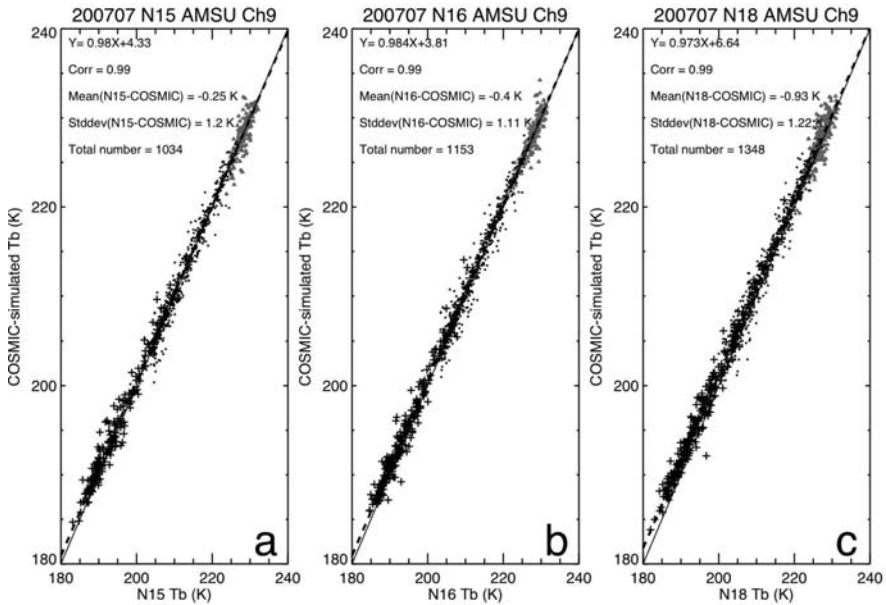 200707 N15 AMSU Ch9
Y= 0.98X+4.33
Corr = 0.99
Mean(N15-COSMIC) = -0.25 K
Stddev(N15-COSMIC) = 1.2 K
Total number = 1034
COSMIC-simulated Tb (K)
240
220
200
180
180 200 220 240
N15 Tb (K)
a
200707 N16 AMSU Ch9
Y= 0.984X+3.81
Corr = 0.99
Mean(N16-COSMIC) = -0.4 K
Stddev(N16-COSMIC) = 1.11 K
Total number = 1153
COSMIC-simulated Tb (K)
240
220
200
180
180 200 220 240
N16 Tb (K)
b
200707 N18 AMSU Ch9
Y= 0.973X+6.64
Corr = 0.99
Mean(N18-COSMIC) = -0.93 K
Stddev(N18-COSMIC) = 1.22 K
Total number = 1348
COSMIC-simulated Tb (K)
240
220
200
180
180 200 220 240
N18 Tb (K)
c